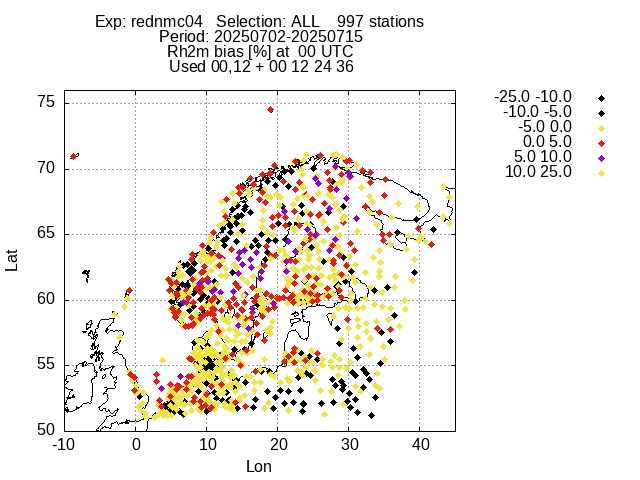 Exp: rednmc04   Selection: ALL    997 stations
Period: 20250702-20250715
Rh2m bias [%] at  00 UTC
Used 00,12 + 00 12 24 36
-25.0 -10.0
-10.0 -5.0
-5.0 0.0
0.0 5.0
5.0 10.0
10.0 25.0
75
70
65
60
55
50
Lat
-10 0 10 20 30 40
Lon